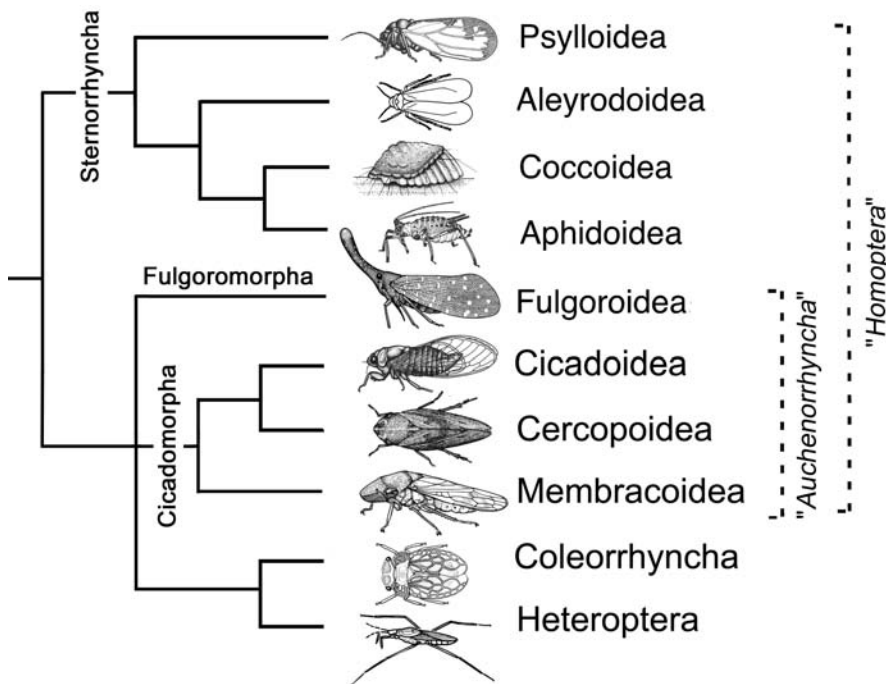 Sternorrhyncha
Psylloidea
Aleyrodoidea
Coccoidea
Aphidoidea
Fulgoromorpha
Fulgoroidea
Cicadomorpha
Cicadoidea
Cercopoidea
Membracoidea
Coleorrhyncha
Heteroptera
"Auchenorrhyncha"
"Homoptera"